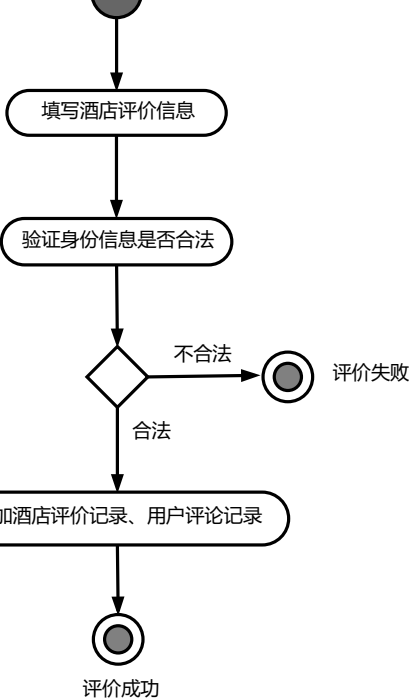 填写酒店评价信息
验证身份信息是否合法
不合法
评价失败
合法
加酒店评价记录、用户评论记录
评价成功